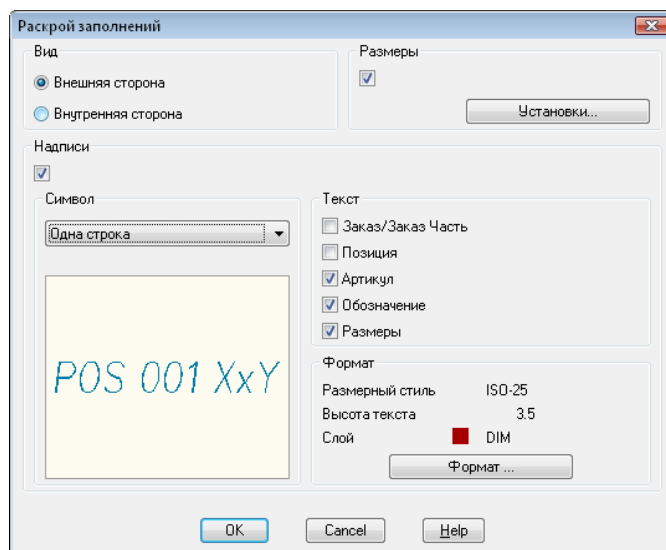 Раскрой заполнений
Вид
Внешняя сторона
Внутренняя сторона
Размеры
Установки...
Надписи
Символ
Одна строка
POS 001 XxY
Текст
Заказ/Заказ Часть
Позиция
Артикул
Обозначение
Размеры
Формат
Размерный стиль ISO-25
Высота текста 3.5
Слой DIM
Формат ...
OK
Cancel
Help